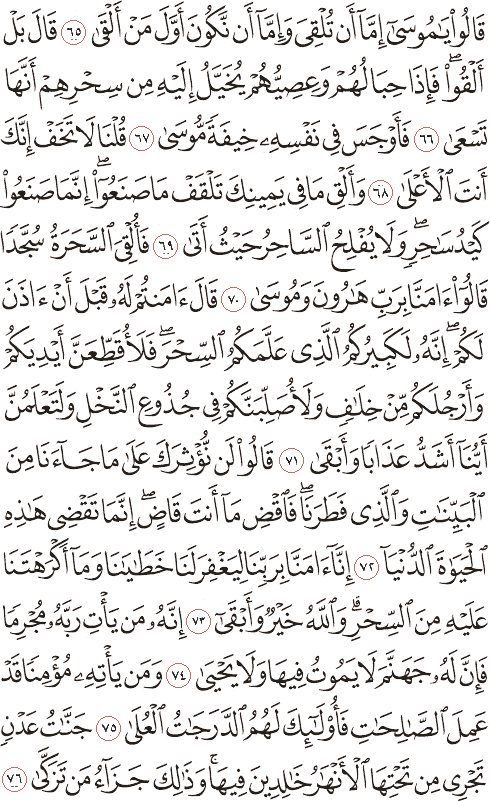 قَالُوا۟ يَـٰمُوسَىٰٓ إِمَّآ أَن تُلْقِىَ وَإِمَّآ أَن نَّكُونَ أَوَّلَ مَنْ أَلْقَىٰ ٦٥ قَالَ بَلْ
أَلْقُوا۟ ۖ فَإِذَا حِبَالُهُمْ وَعِصِيُّهُمْ يُخَيَّلُ إِلَيْهِ مِن سِحْرِهِمْ أَنَّهَا
تَسْعَىٰ ٦٦ فَأَوْجَسَ فِى نَفْسِهِۦ خِيفَةً مُّوسَىٰ ٦٧ قُلْنَا لَا تَخَفْ إِنَّكَ
أَنتَ ٱلْأَعْلَىٰ ٦٨ وَأَلْقِ مَا فِى يَمِينِكَ تَلْقَفْ مَا صَنَعُوٓا۟ ۖ إِنَّمَا صَنَعُوا۟
كَيْدُ سَـٰحِرٍ ۖ وَلَا يُفْلِحُ ٱلسَّاحِرُ حَيْثُ أَتَىٰ ٦٩ فَأُلْقِىَ ٱلسَّحَرَةُ سُجَّدًا
قَالُوٓا۟ ءَامَنَّا بِرَبِّ هَـٰرُونَ وَمُوسَىٰ ٧٠ قَالَ ءَامَنتُمْ لَهُۥ قَبْلَ أَنْ ءَاذَنَ
لَكُمْ ۖ إِنَّهُۥ لَكَبِيرُكُمُ ٱلَّذِى عَلَّمَكُمُ ٱلسِّحْرَ ۖ فَلَأُقَطِّعَنَّ أَيْدِيَكُمْ
وَأَرْجُلَكُم مِّنْ خِلَـٰفٍ وَلَأُصَلِّبَنَّكُمْ فِى جُذُوعِ ٱلنَّخْلِ وَلَتَعْلَمُنَّ
أَيُّنَآ أَشَدُّ عَذَابًا وَأَبْقَىٰ ٧١ قَالُوا۟ لَن نُّؤْثِرَكَ عَلَىٰ مَا جَآءَنَا مِنَ
ٱلْبَيِّنَـٰتِ وَٱلَّذِى فَطَرَنَا ۖ فَٱقْضِ مَآ أَنتَ قَاضٍ ۖ إِنَّمَا تَقْضِى هَـٰذِهِ
ٱلْحَيَوٰةَ ٱلدُّنْيَآ ٧٢ إِنَّآ ءَامَنَّا بِرَبِّنَا لِيَغْفِرَ لَنَا خَطَـٰيَـٰنَا وَمَآ أَكْرَهْتَنَا
عَلَيْهِ مِنَ ٱلسِّحْرِ ۗ وَٱللَّهُ خَيْرٌ وَأَبْقَىٰٓ ٧٣ إِنَّهُۥ مَن يَأْتِ رَبَّهُۥ مُجْرِمًا
فَإِنَّ لَهُۥ جَهَنَّمَ لَا يَمُوتُ فِيهَا وَلَا يَحْيَىٰ ٧٤ وَمَن يَأْتِهِۦ مُؤْمِنًا قَدْ
عَمِلَ ٱلصَّـٰلِحَـٰتِ فَأُو۟لَـٰٓئِكَ لَهُمُ ٱلدَّرَجَـٰتُ ٱلْعُلَىٰ ٧٥ جَنَّـٰتُ عَدْنٍ
تَجْرِى مِن تَحْتِهَا ٱلْأَنْهَـٰرُ خَـٰلِدِينَ فِيهَا ۚ وَذَٰلِكَ جَزَآءُ مَن تَزَكَّىٰ ٧٦